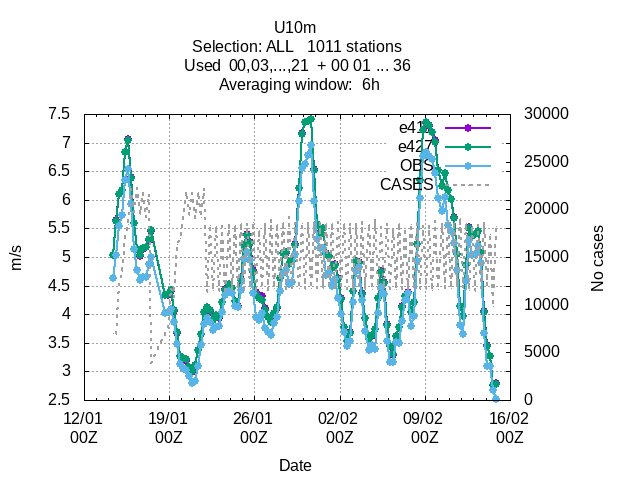 U10m
Selection: ALL   1011 stations
Used  00,03,...,21  + 00 01 ... 36
Averaging window:  6h
7.5
7
6.5
6
5.5
5
4.5
4
3.5
3
2.5
m/s
30000
25000
20000
15000
10000
5000
0
No cases
e427
OBS
CASES
12/01 19/01 26/01 02/02 09/02 16/02
00Z 00Z 00Z 00Z 00Z 00Z
Date